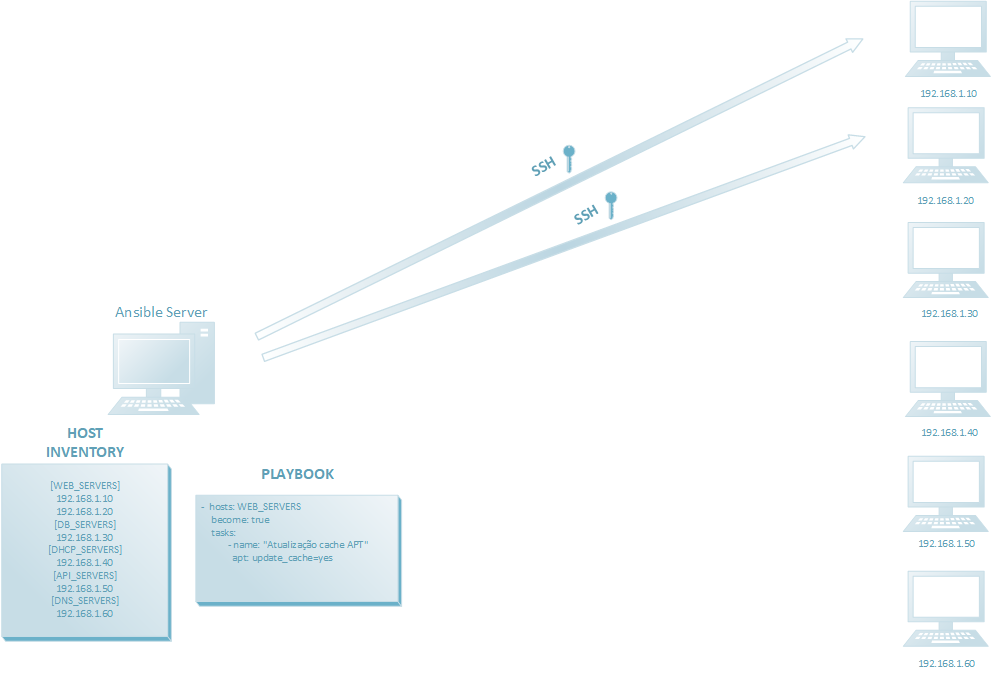 192.168.1.10
192.168.1.20
SSH
SSH
192.168.1.30
Ansible Server
192.168.1.40
HOST
INVENTORY
[WEB_SERVERS]
192.168.1.10
192.168.1.20
[DB_SERVERS]
192.168.1.30
[DHCP_SERVERS]
192.168.1.40
[API_SERVERS]
192.168.1.50
[DNS_SERVERS]
192.168.1.60
PLAYBOOK
- hosts: WEB_SERVERS
become: true
tasks:
- name: "Atualização cache APT"
apt: update_cache=yes
192.168.1.50
192.168.1.60